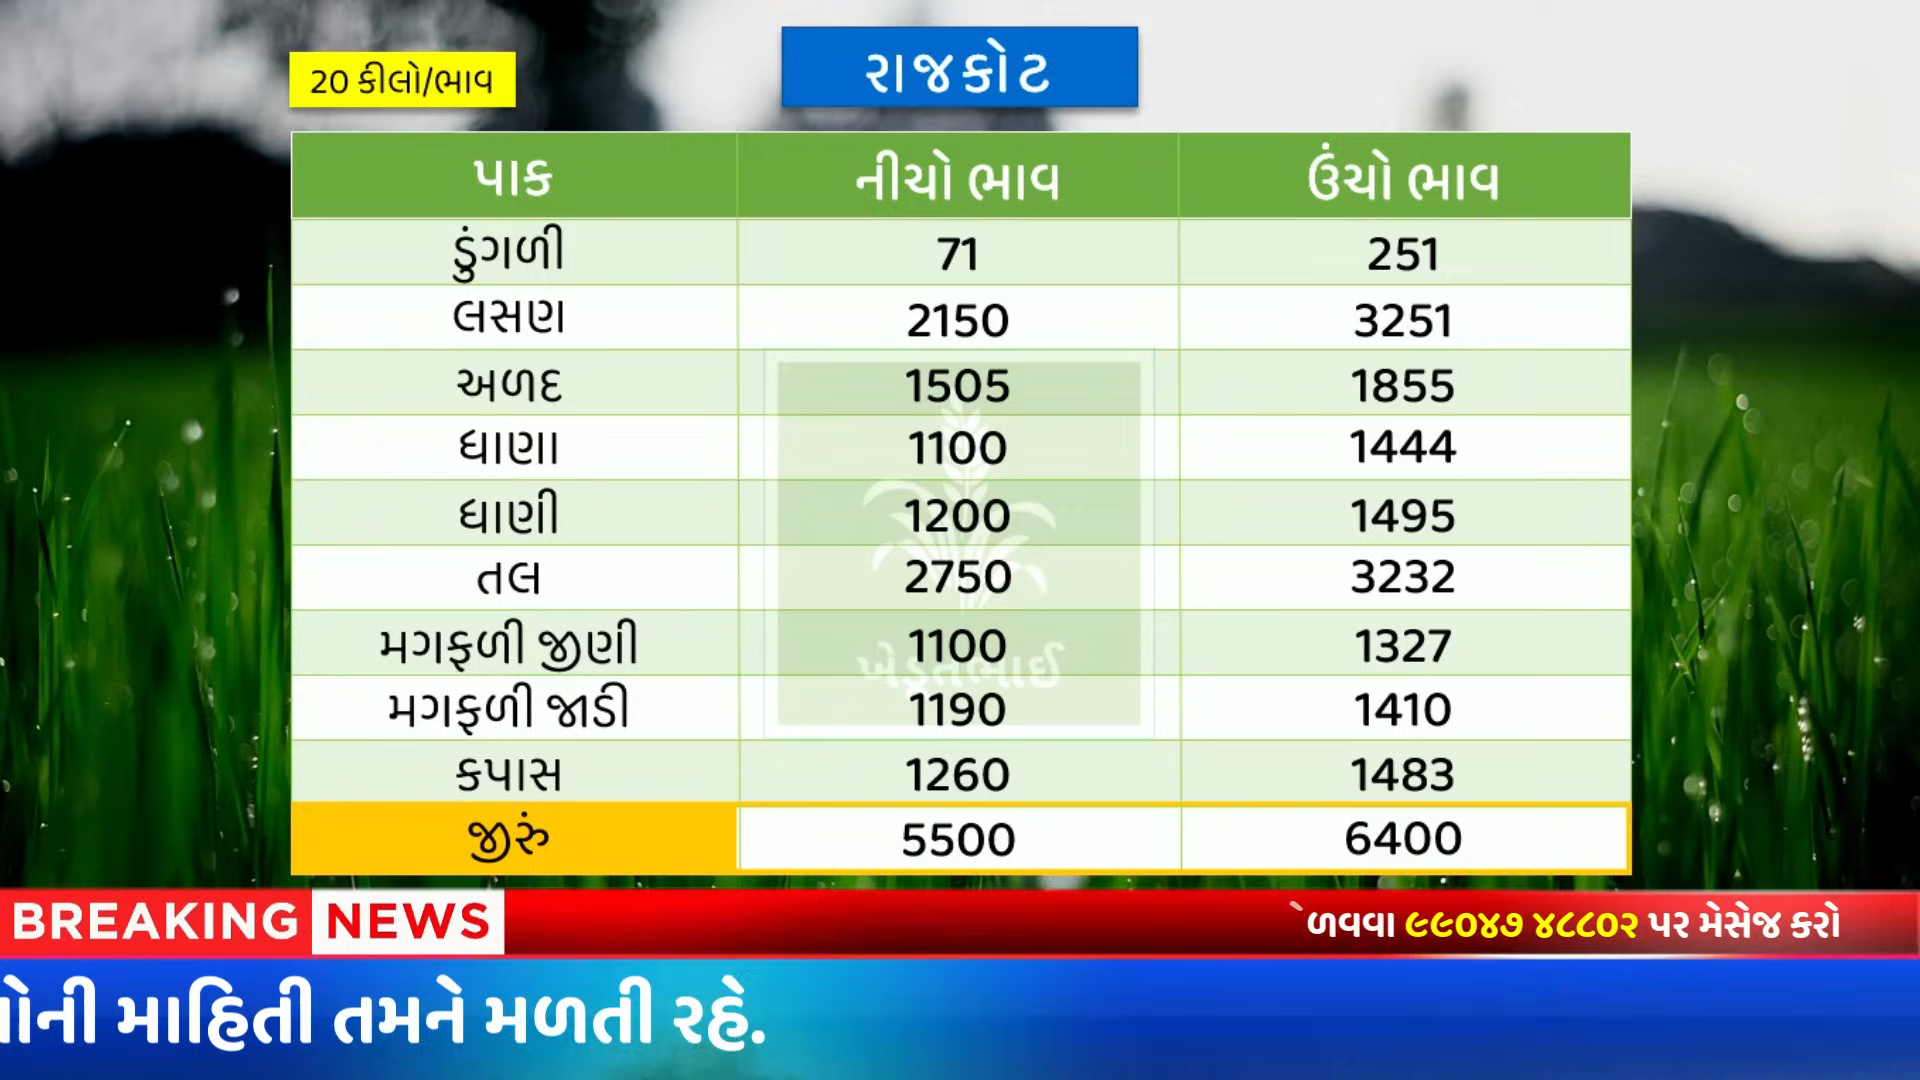 20 કીલો/ભાવ
રાજકોટ
પાક નીચો ભાવ ઉંચો ભાવ
ડુંગળી 71 251
લસણ 2150 3251
અળદ 1505 1855
ધાણા 1100 1444
ધાણી 1200 1495
તલ 2750 3232
મગફળી જીણી 1100 1327
ખેડૂતભાઈ
મગફળી જાડી 1190 1410
કપાસ 1260 1483
જીરું 5500 6400
BREAKING NEWS
ેળવવા ૯૯૦૪૭ ૪૮૮૦૨ પર મેસેજ કરો
ોની માહિતી તમને મળતી રહે.